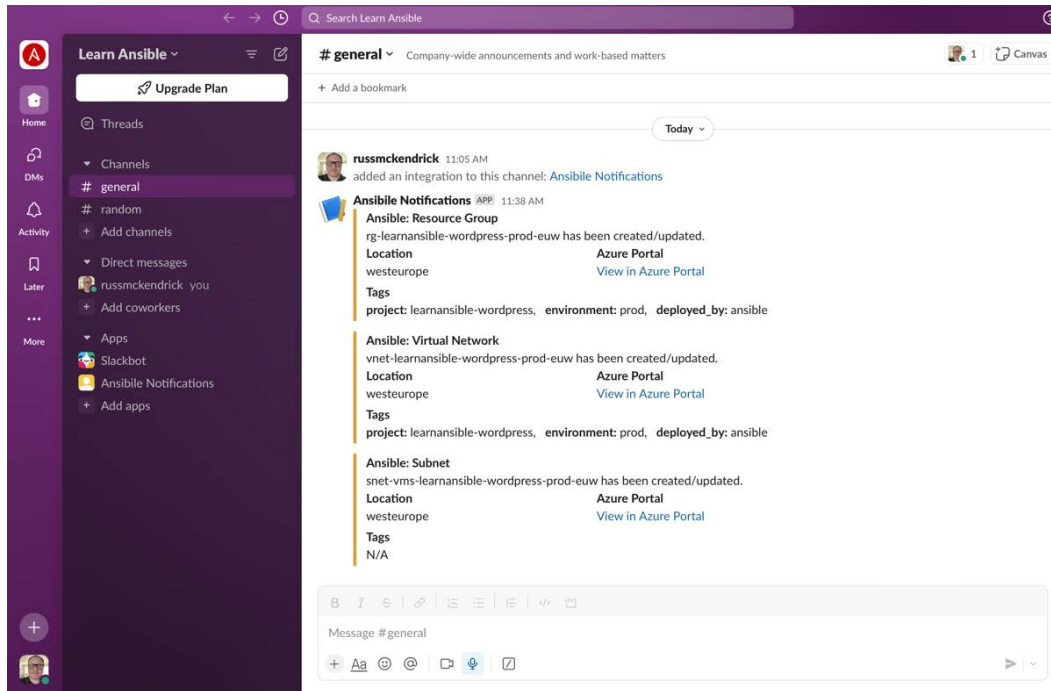 Search Learn Ansible
A
Home
DMs
Activity
Later
More
Learn Ansible
Upgrade Plan
Threads
Channels
# general
# random
+ Add channels
Direct messages
russmckendrick you
+ Add coworkers
Apps
Slackbot
Ansibile Notifications
+ Add apps
# general Company-wide announcements and work-based matters
1 Canvas
+ Add a bookmark
Today
russmckendrick 11:05 AM
added an integration to this channel: Ansibile Notifications
Ansibile Notifications APP 11:38 AM
Ansible: Resource Group
rg-learnansible-wordpress-prod-euw has been created/updated.
Location Azure Portal
westeurope View in Azure Portal
Tags
project: learnansible-wordpress, environment: prod, deployed_by: ansible
Ansible: Virtual Network
vnet-learnansible-wordpress-prod-euw has been created/updated.
Location Azure Portal
westeurope View in Azure Portal
Tags
project: learnansible-wordpress, environment: prod, deployed_by: ansible
Ansible: Subnet
snet-vms-learnansible-wordpress-prod-euw has been created/updated.
Location Azure Portal
westeurope View in Azure Portal
Tags
N/A
B I S
Message #general
+ Aa @